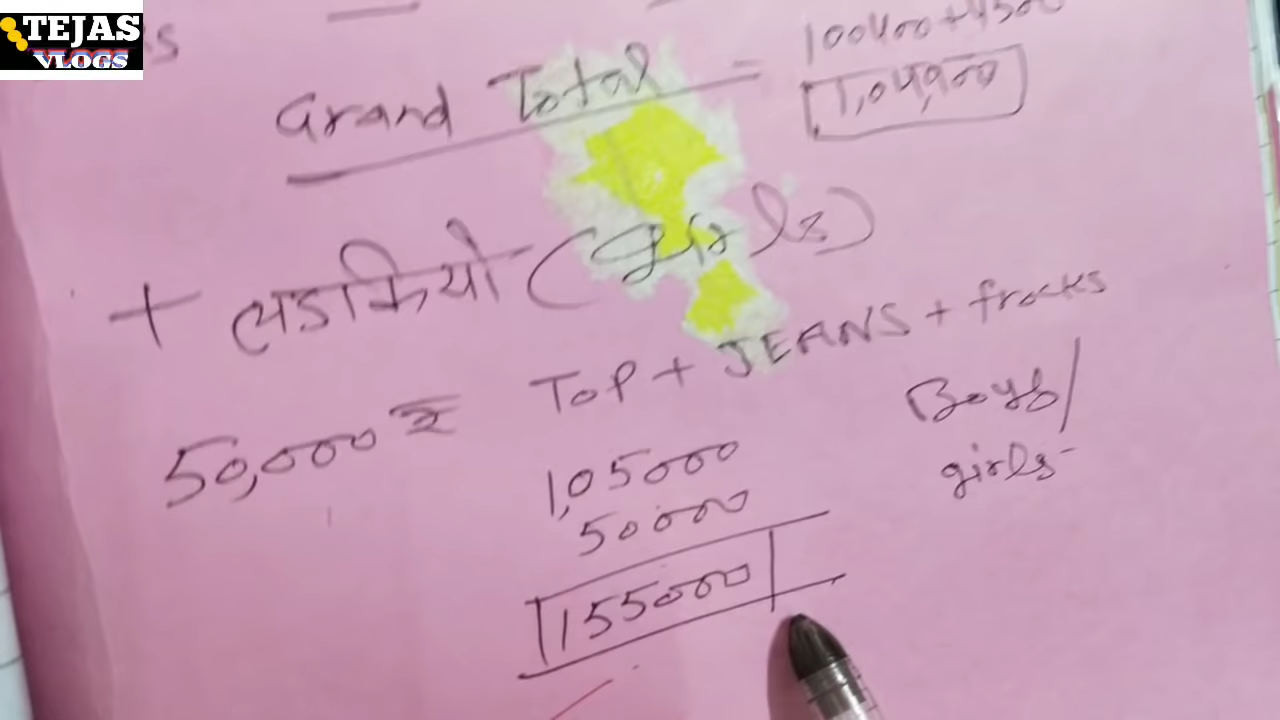 TEJAS
VLOGS
Grand Total = 100400+4500
1,04,900
+ लडकियो (girls)
Top + JEANS + frocks
50,000 ₹
Boys/
girls
1,05000
50000
155000